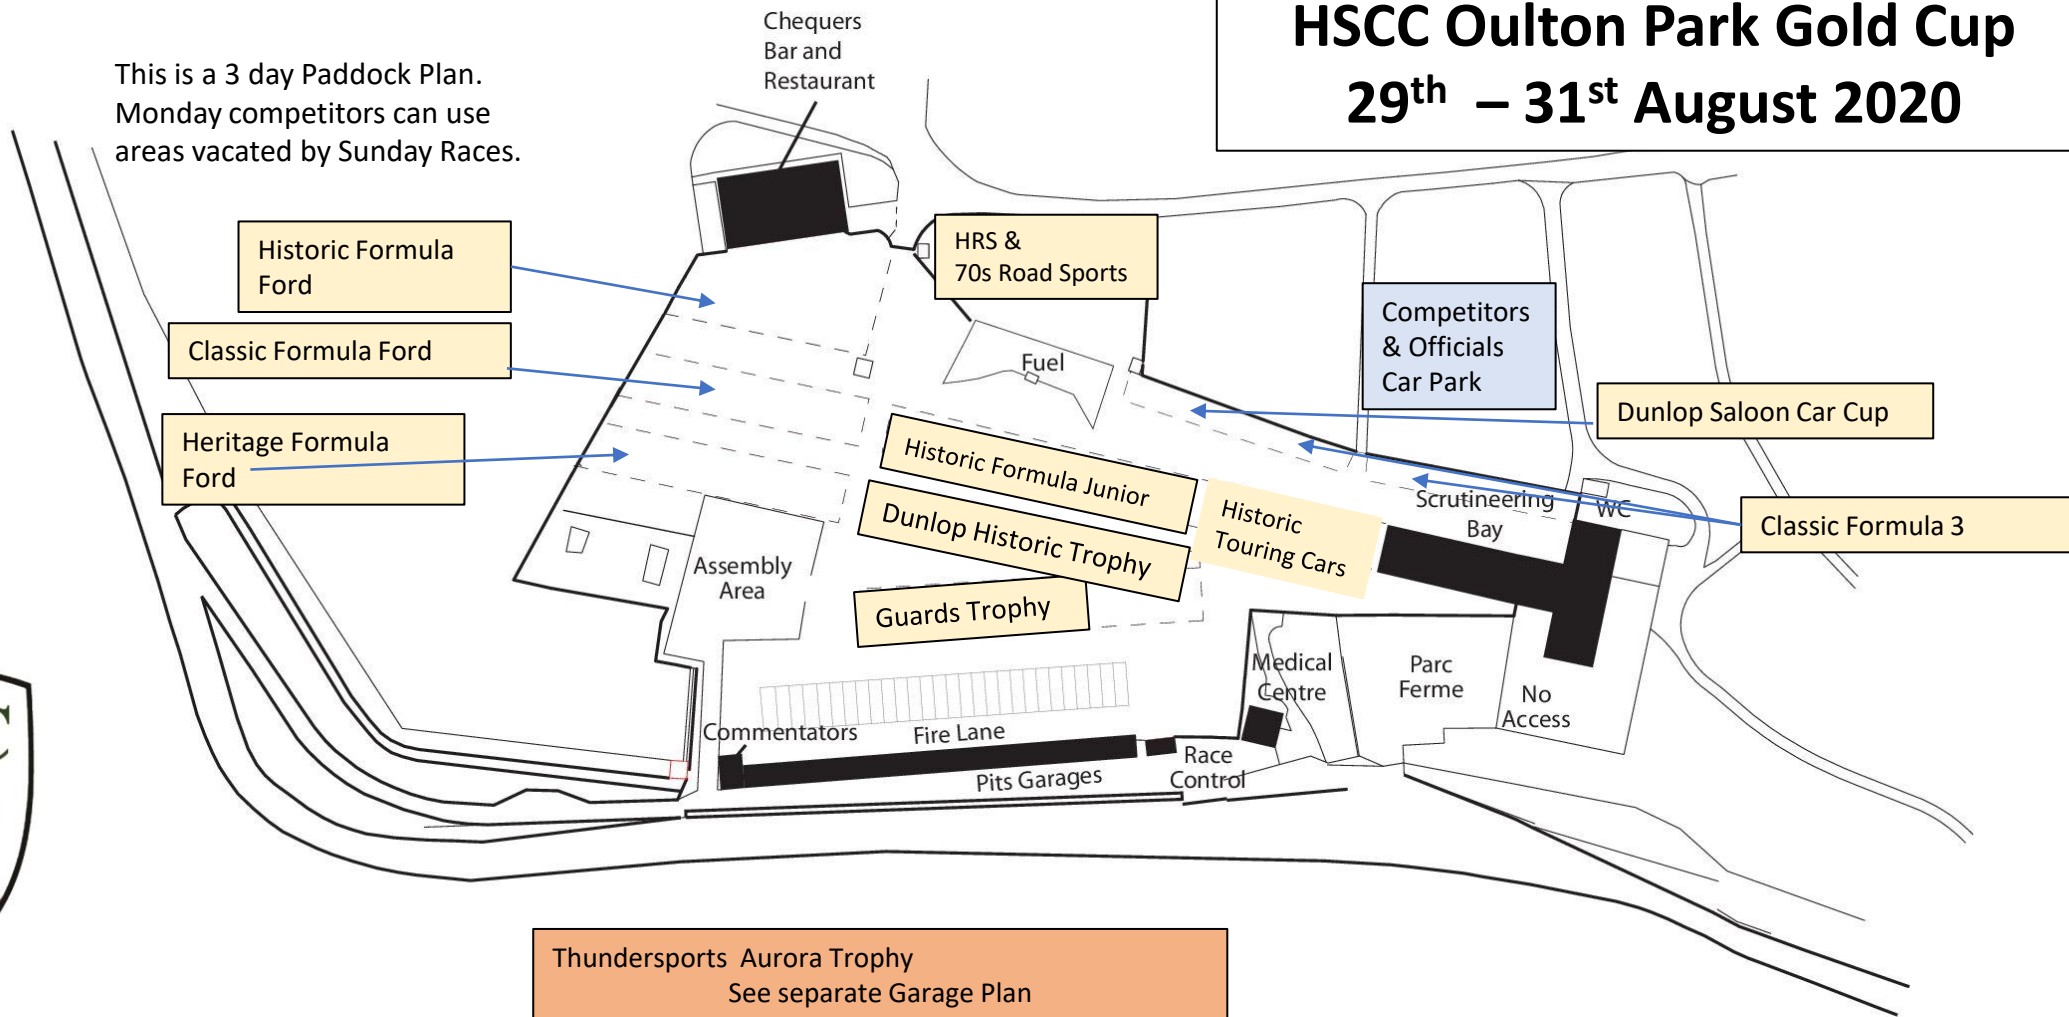 Chequers
Bar and
Restaurant
HSCC Oulton Park Gold Cup
29th – 31st August 2020
This is a 3 day Paddock Plan.
Monday competitors can use
areas vacated by Sunday Races.
Historic Formula
Ford
HRS &
70s Road Sports
Classic Formula Ford
Competitors
& Officials
Car Park
Fuel
Dunlop Saloon Car Cup
Heritage Formula
Ford
Historic Formula Junior
Historic
Touring Cars
Scrutineering
Bay
WC
Classic Formula 3
Dunlop Historic Trophy
Assembly
Area
Guards Trophy
Medical
Centre
Parc
Ferme
No
Access
Commentators
Fire Lane
Pits Garages
Race
Control
Thundersports Aurora Trophy
See separate Garage Plan